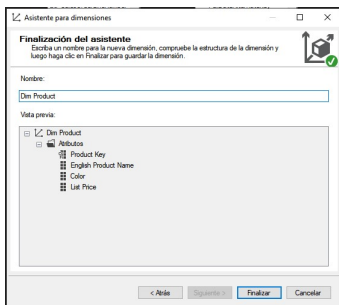 Asistente para dimensiones
Finalización del asistente
Escriba un nombre para la nueva dimensión, compruebe la estructura de la dimensión y
luego haga clic en Finalizar para guardar la dimensión.
Nombre:
Dim Product
Vista previa:
Dim Product
Atributos
Product Key
English Product Name
Color
List Price
< Atrás
Siguiente >
Finalizar
Cancelar